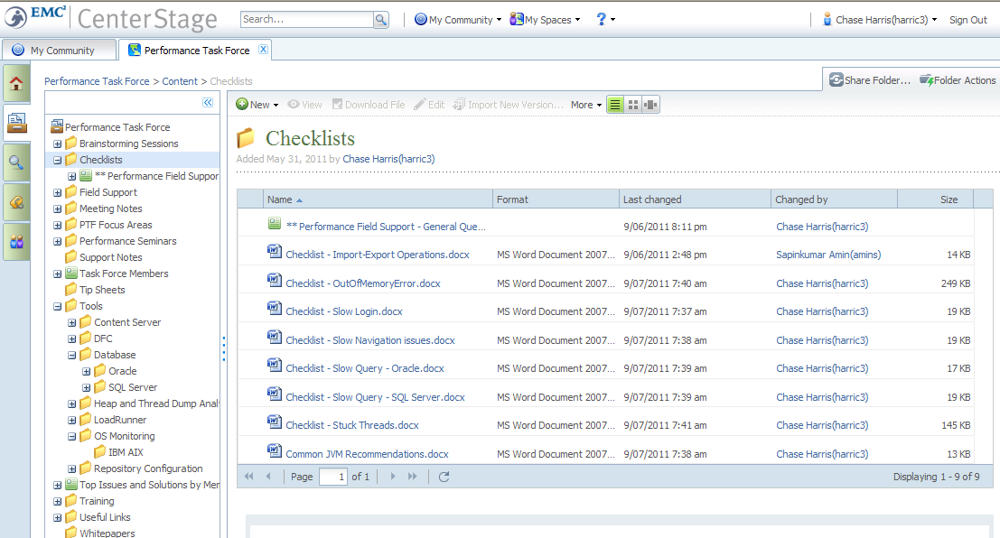 EMC² CenterStage Search... My Community My Spaces ? Chase Harris(harric3) Sign Out
My Community Performance Task Force X
Performance Task Force > Content > Checklists Share Folder... Folder Actions
New View Download File Edit Import New Version... More
Performance Task Force
Brainstorming Sessions
Checklists
** Performance Field Suppor
Field Support
Meeting Notes
PTF Focus Areas
Performance Seminars
Support Notes
Task Force Members
Tip Sheets
Tools
Content Server
DFC
Database
Oracle
SQL Server
Heap and Thread Dump Anal
LoadRunner
OS Monitoring
IBM AIX
Repository Configuration
Top Issues and Solutions by Mer
Training
Useful Links
Whitepapers
Checklists
Added May 31, 2011 by Chase Harris(harric3)
Name Format Last changed Changed by Size
** Performance Field Support - General Que... 9/06/2011 8:11 pm Chase Harris(harric3)
Checklist - Import-Export Operations.docx MS Word Document 2007... 9/06/2011 2:48 pm Sapinkumar Amin(amins) 14 KB
Checklist - OutOfMemoryError.docx MS Word Document 2007... 9/07/2011 7:40 am Chase Harris(harric3) 249 KB
Checklist - Slow Login.docx MS Word Document 2007... 9/07/2011 7:37 am Chase Harris(harric3) 19 KB
Checklist - Slow Navigation issues.docx MS Word Document 2007... 9/07/2011 7:38 am Chase Harris(harric3) 19 KB
Checklist - Slow Query - Oracle.docx MS Word Document 2007... 9/07/2011 7:39 am Chase Harris(harric3) 17 KB
Checklist - Slow Query - SQL Server.docx MS Word Document 2007... 9/07/2011 7:39 am Chase Harris(harric3) 19 KB
Checklist - Stuck Threads.docx MS Word Document 2007... 9/07/2011 7:41 am Chase Harris(harric3) 145 KB
Common JVM Recommendations.docx MS Word Document 2007... 9/07/2011 7:38 am Chase Harris(harric3) 13 KB
Page 1 of 1 Displaying 1 - 9 of 9